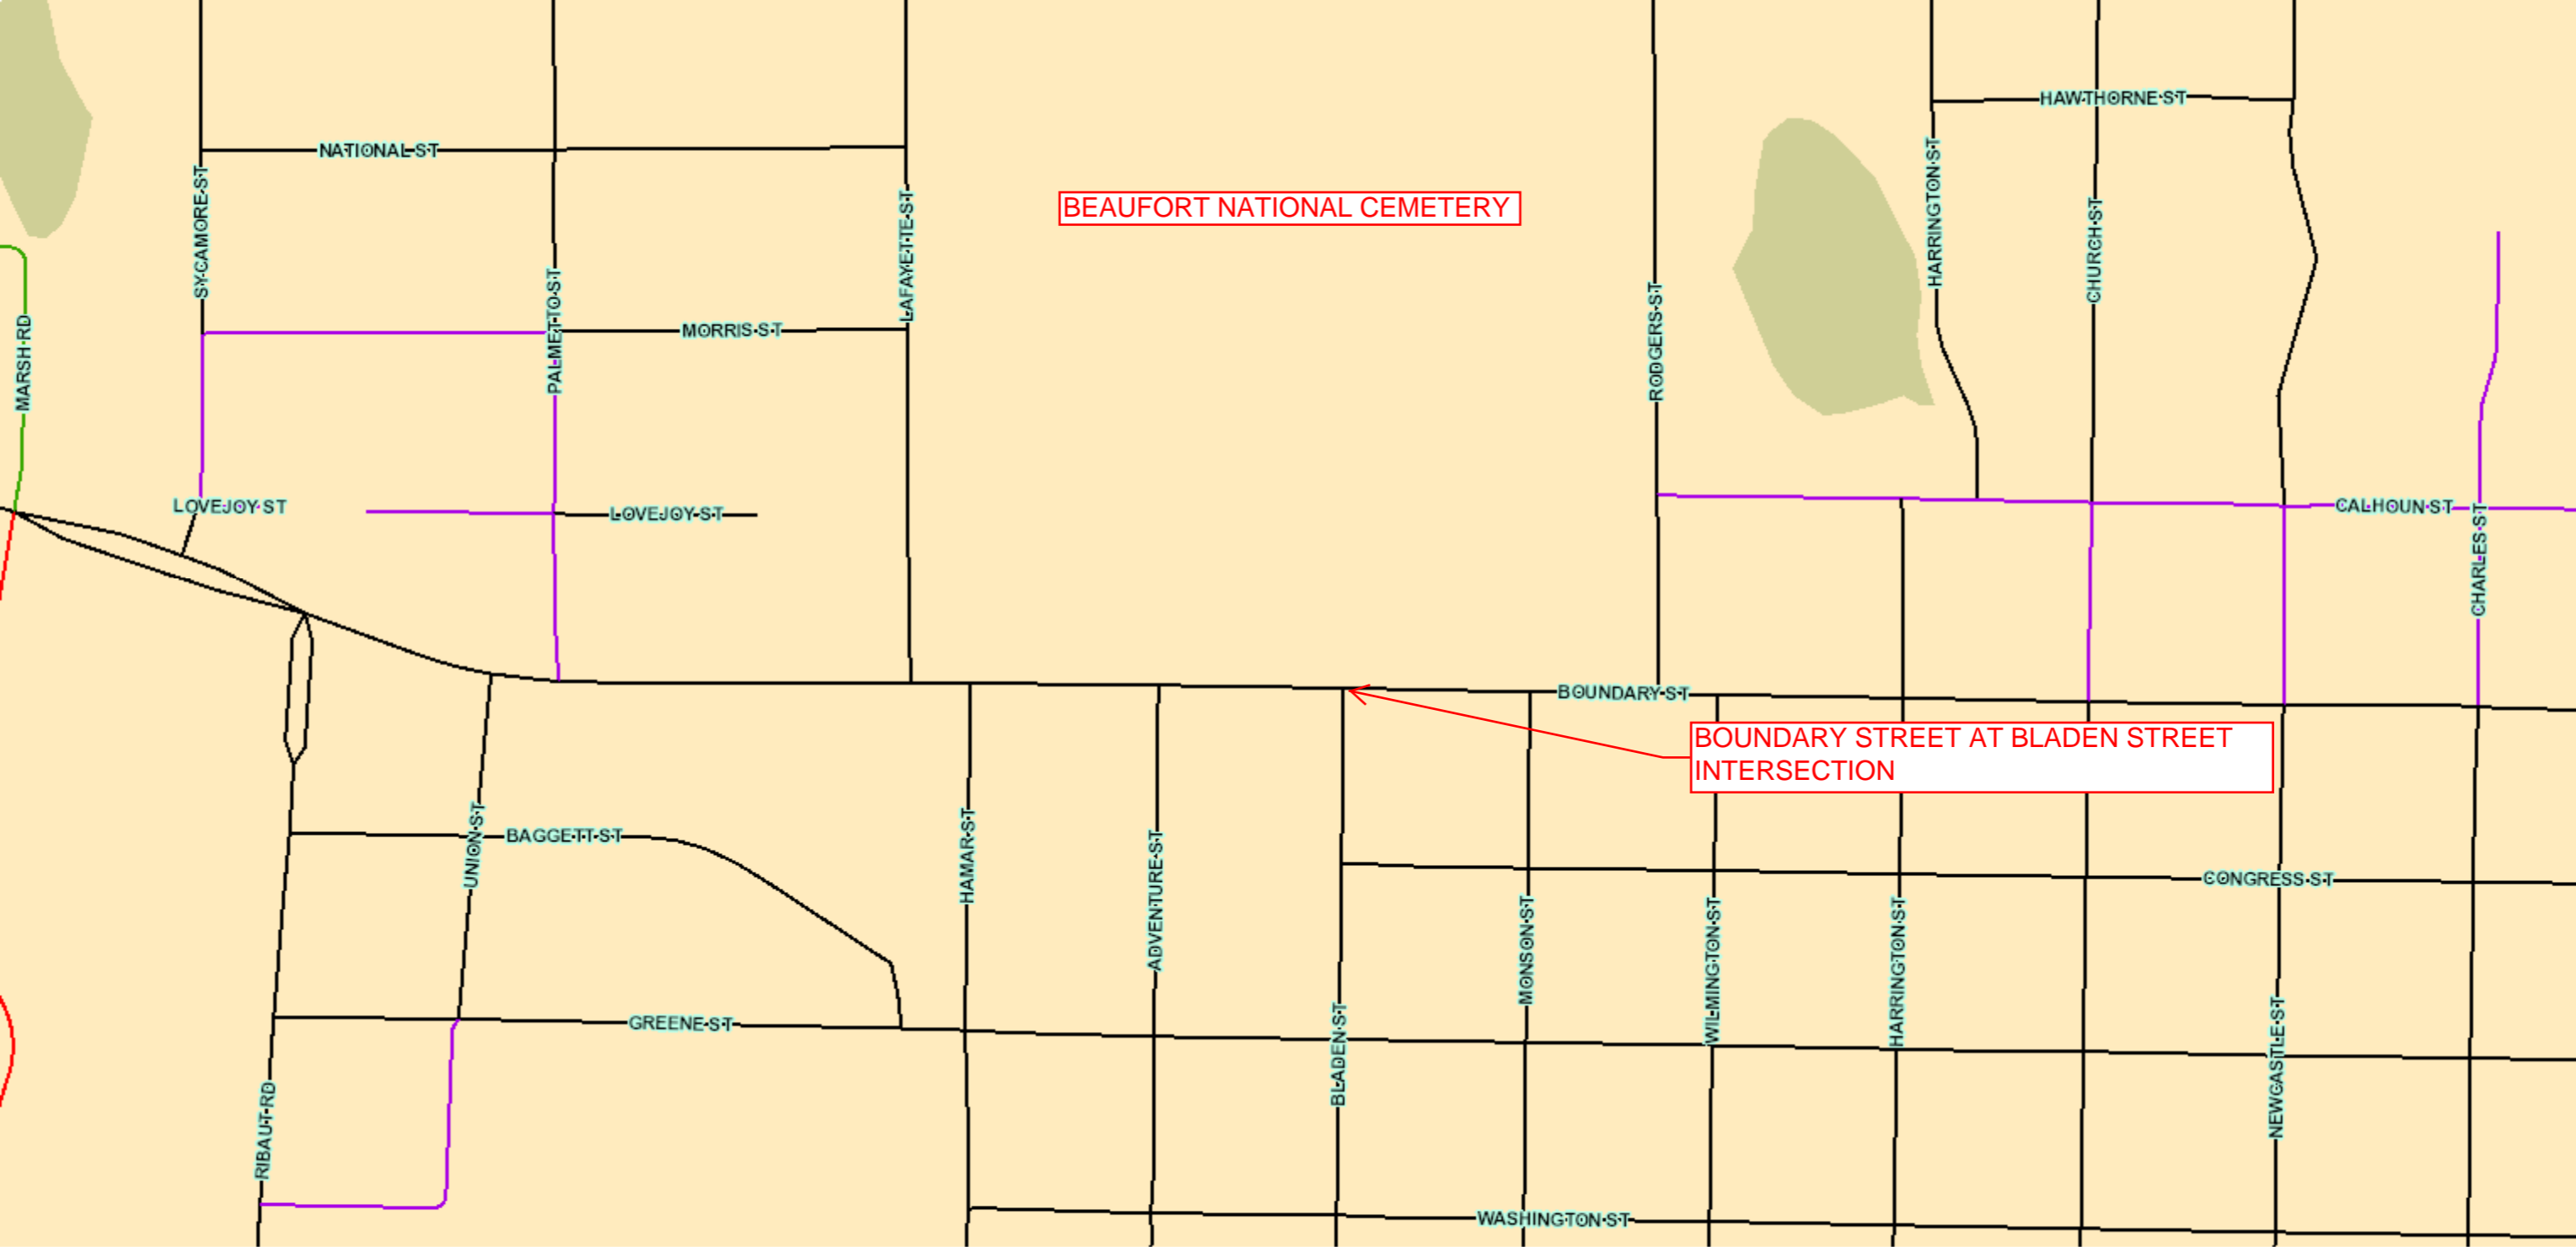 HAWTHORNE ST
NATIONAL ST
SYCAMORE ST
LAFAYETTE ST
BEAUFORT NATIONAL CEMETERY
HARRINGTON ST
CHURCH ST
MARSH RD
PALMETTO ST
MORRIS ST
RODGERS ST
LOVEJOY ST
LOVEJOY ST
CALHOUN ST
CHARLES ST
BOUNDARY ST
BOUNDARY STREET AT BLADEN STREET
INTERSECTION
UNION ST
BAGGETT ST
HAMAR ST
ADVENTURE ST
CONGRESS ST
MONSON ST
WILMINGTON ST
HARRINGTON ST
GREENE ST
BLADEN ST
NEWCASTLE ST
RIBAUT RD
WASHINGTON ST